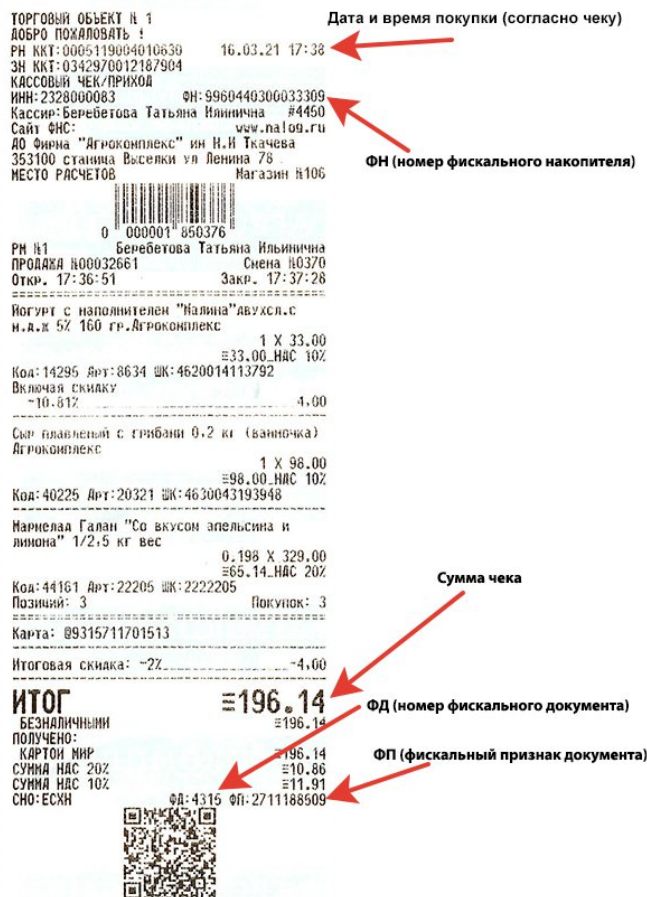 ТОРГОВЫЙ ОБЪЕКТ № 1
ДОБРО ПОЖАЛОВАТЬ !
Дата и время покупки (согласно чеку)
РН ККТ:0005119004010630 16.03.21 17:38
ЗН ККТ:0342970012187904
КАССОВЫЙ ЧЕК/ПРИХОД
ИНН:2328000083 ФН:9960440300033309
Кассир:Беребетова Татьяна Илинична #4450
Сайт ФНС: www.nalog.ru
АО Фирма "Агрокомплекс" им Н.И Ткачева
ФН (номер фискального накопителя)
353100 станица Выселки ул Ленина 78
МЕСТО РАСЧЕТОВ Магазин №106
0 000001 850376
РМ №1 Беребетова Татьяна Ильинична
ПРОДАЖА №00032661 Смена №0370
Откр. 17:36:51 Закр. 17:37:28
Йогурт с наполнителем "Малина"двухсл.с
м.д.ж 5% 160 гр.Агрокомплекс
1 X 33.00
≡33.00_НДС 10%
Код:14295 Арт:8634 ШК:4620014113792
Включая скидку
~10.81% 4.00
Сыр плавленый с грибами 0.2 кг (ванночка)
Агрокомплекс
1 X 98.00
≡98.00_НДС 10%
Код:40225 Арт:20321 ШК:4630043193948
Мармелад Галан "Со вкусом апельсина и
лимона" 1/2,5 кг вес
0.198 X 329.00
≡65.14_НДС 20%
Код:44161 Арт:22205 ШК:2222205
Сумма чека
Позиций: 3 Покупок: 3
Карта: @9315711701513
Итоговая скидка: ~2% ~4.00
ИТОГ ≡196.14
ФД (номер фискального документа)
БЕЗНАЛИЧНЫМИ ≡196.14
ПОЛУЧЕНО:
КАРТОЙ МИР ≡196.14
ФП (фискальный признак документа)
СУММА НДС 20% ≡10.86
СУММА НДС 10% ≡11.91
СНО:ЕСХН ФД:4315 ФП:2711188509